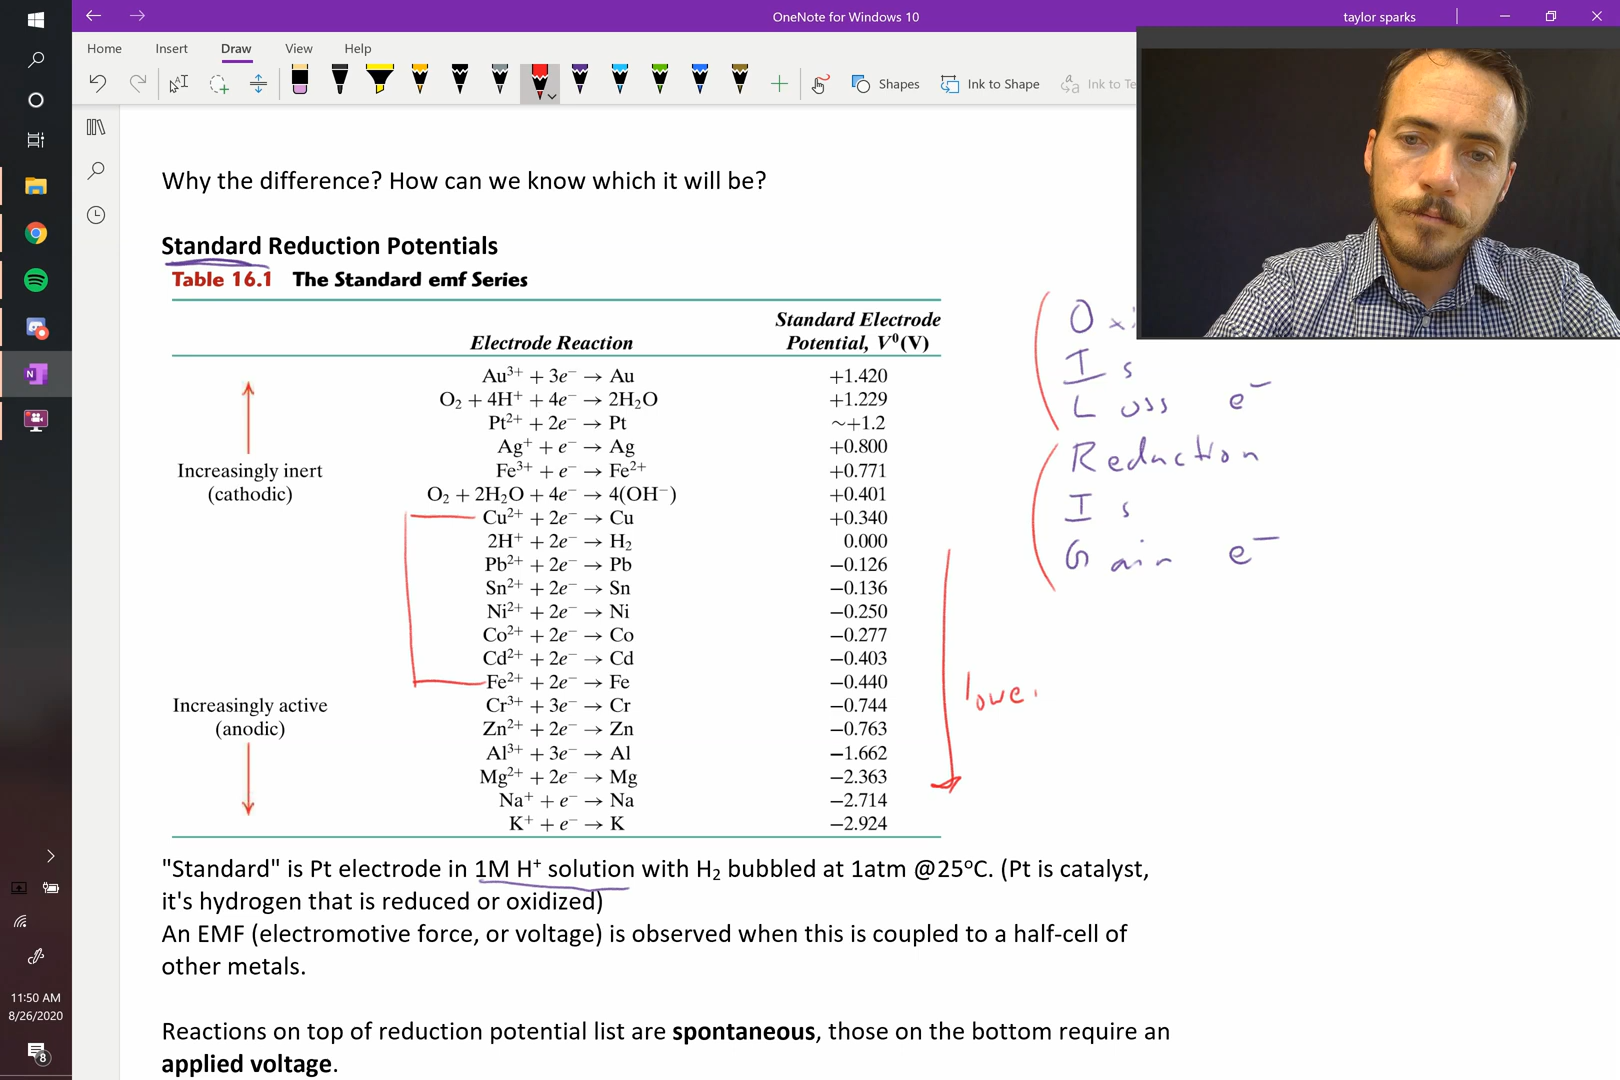 OneNote for Windows 10
taylor sparks
Home Insert Draw View Help
Shapes
Ink to Shape
Ink to Te
Why the difference? How can we know which it will be?
Standard Reduction Potentials
Table 16.1 The Standard emf Series
Electrode Reaction
Standard Electrode
Potential, V⁰(V)
Au³⁺ + 3e⁻ → Au +1.420
O₂ + 4H⁺ + 4e⁻ → 2H₂O +1.229
Pt²⁺ + 2e⁻ → Pt ~+1.2
Ag⁺ + e⁻ → Ag +0.800
Fe³⁺ + e⁻ → Fe²⁺ +0.771
O₂ + 2H₂O + 4e⁻ → 4(OH⁻) +0.401
Cu²⁺ + 2e⁻ → Cu +0.340
2H⁺ + 2e⁻ → H₂ 0.000
Pb²⁺ + 2e⁻ → Pb −0.126
Sn²⁺ + 2e⁻ → Sn −0.136
Ni²⁺ + 2e⁻ → Ni −0.250
Co²⁺ + 2e⁻ → Co −0.277
Cd²⁺ + 2e⁻ → Cd −0.403
Fe²⁺ + 2e⁻ → Fe −0.440
Cr³⁺ + 3e⁻ → Cr −0.744
Zn²⁺ + 2e⁻ → Zn −0.763
Al³⁺ + 3e⁻ → Al −1.662
Mg²⁺ + 2e⁻ → Mg −2.363
Na⁺ + e⁻ → Na −2.714
K⁺ + e⁻ → K −2.924
Increasingly inert
(cathodic)
Increasingly active
(anodic)
Is
Loss e⁻
Reduction
Is
Gain e⁻
"Standard" is Pt electrode in 1M H⁺ solution with H₂ bubbled at 1atm @25°C. (Pt is catalyst,
it's hydrogen that is reduced or oxidized)
An EMF (electromotive force, or voltage) is observed when this is coupled to a half-cell of
other metals.
Reactions on top of reduction potential list are spontaneous, those on the bottom require an
applied voltage.
11:50 AM
8/26/2020
8